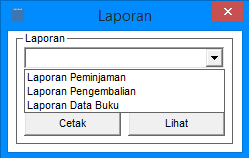 Laporan
Laporan
Laporan Peminjaman
Laporan Pengembalian
Laporan Data Buku
Cetak
Lihat